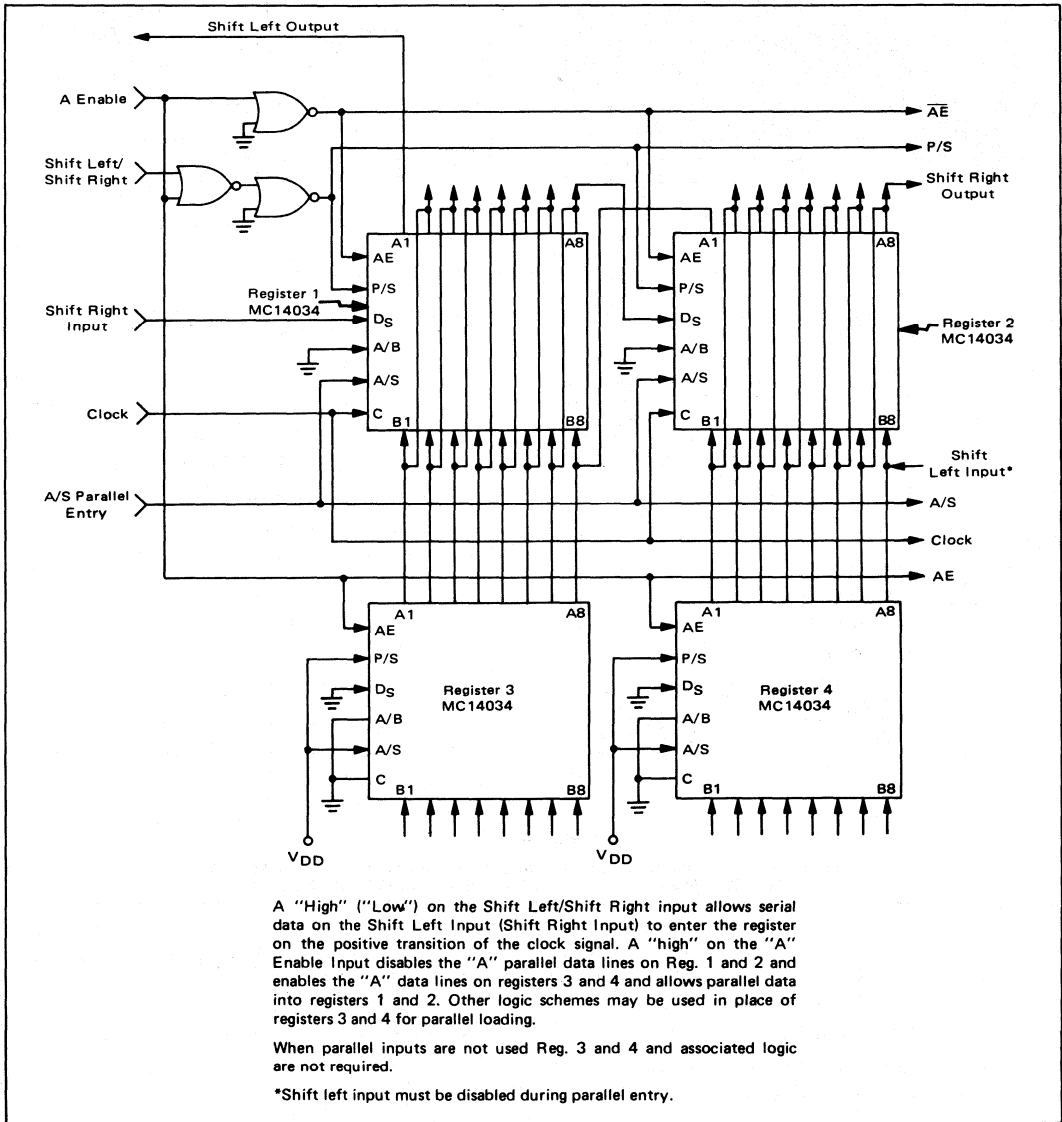 Shift Left Output
A Enable
AE
Shift Left/
Shift Right
P/S
Shift Right
Output
A1
A8
AE
P/S
DS
A/B
A/S
C
B1
B8
Register 1
MC14034
Shift Right
Input
A1
A8
AE
P/S
DS
A/B
A/S
C
B1
B8
Register 2
MC14034
Clock
Shift
Left Input*
A/S Parallel
Entry
A/S
Clock
AE
A1
A8
AE
P/S
DS
A/B
A/S
C
B1
B8
Register 3
MC14034
VDD
A1
A8
AE
P/S
DS
A/B
A/S
C
B1
B8
Register 4
MC14034
VDD
A "High" ("Low") on the Shift Left/Shift Right input allows serial
data on the Shift Left Input (Shift Right Input) to enter the register
on the positive transition of the clock signal. A "high" on the "A"
Enable Input disables the "A" parallel data lines on Reg. 1 and 2 and
enables the "A" data lines on registers 3 and 4 and allows parallel data
into registers 1 and 2. Other logic schemes may be used in place of
registers 3 and 4 for parallel loading.
When parallel inputs are not used Reg. 3 and 4 and associated logic
are not required.
*Shift left input must be disabled during parallel entry.